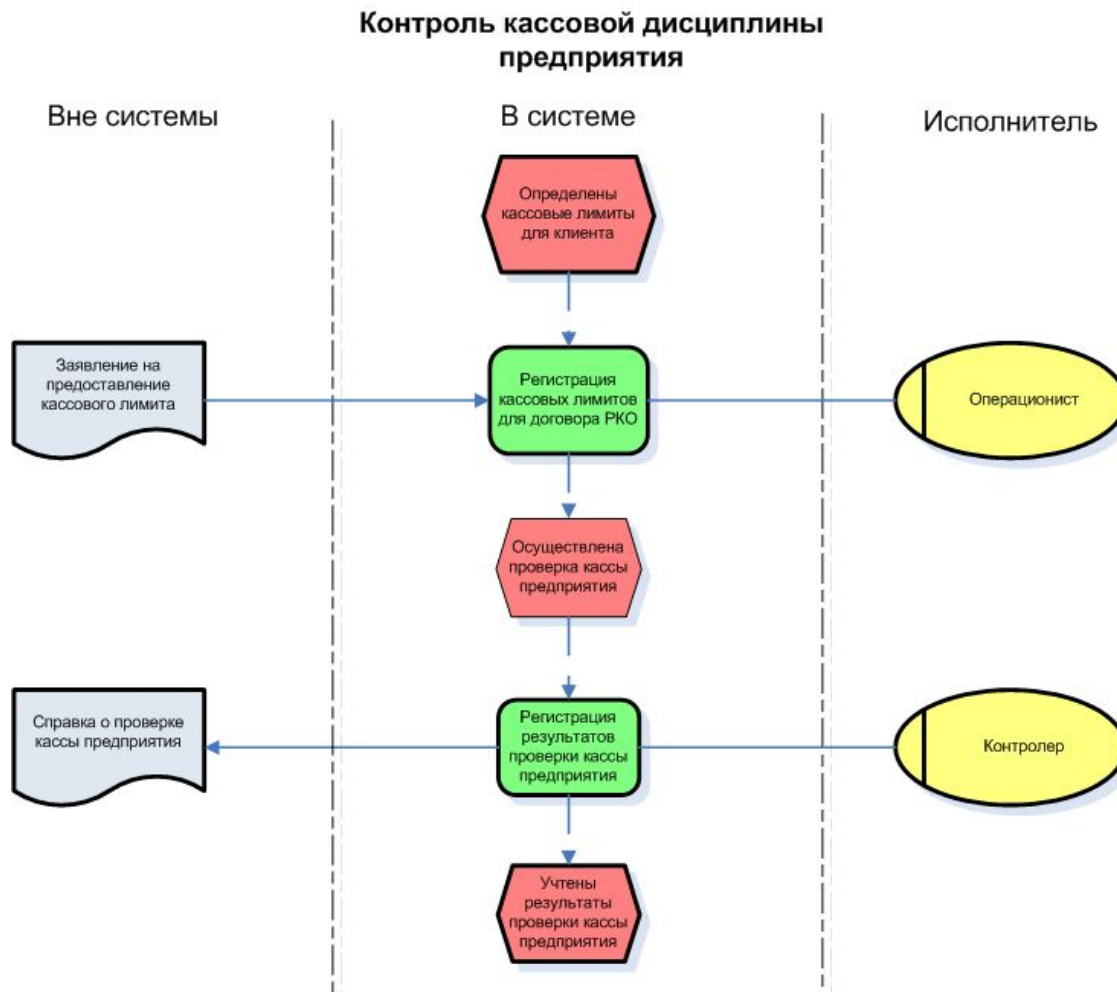 Контроль кассовой дисциплины
предприятия
Вне системы
В системе
Исполнитель
Определены
кассовые лимиты
для клиента
Заявление на
предоставление
кассового лимита
Регистрация
кассовых лимитов
для договора РКО
Операционист
Осуществлена
проверка кассы
предприятия
Справка о проверке
кассы предприятия
Регистрация
результатов
проверки кассы
предприятия
Контролер
Учтены
результаты
проверки кассы
предприятия